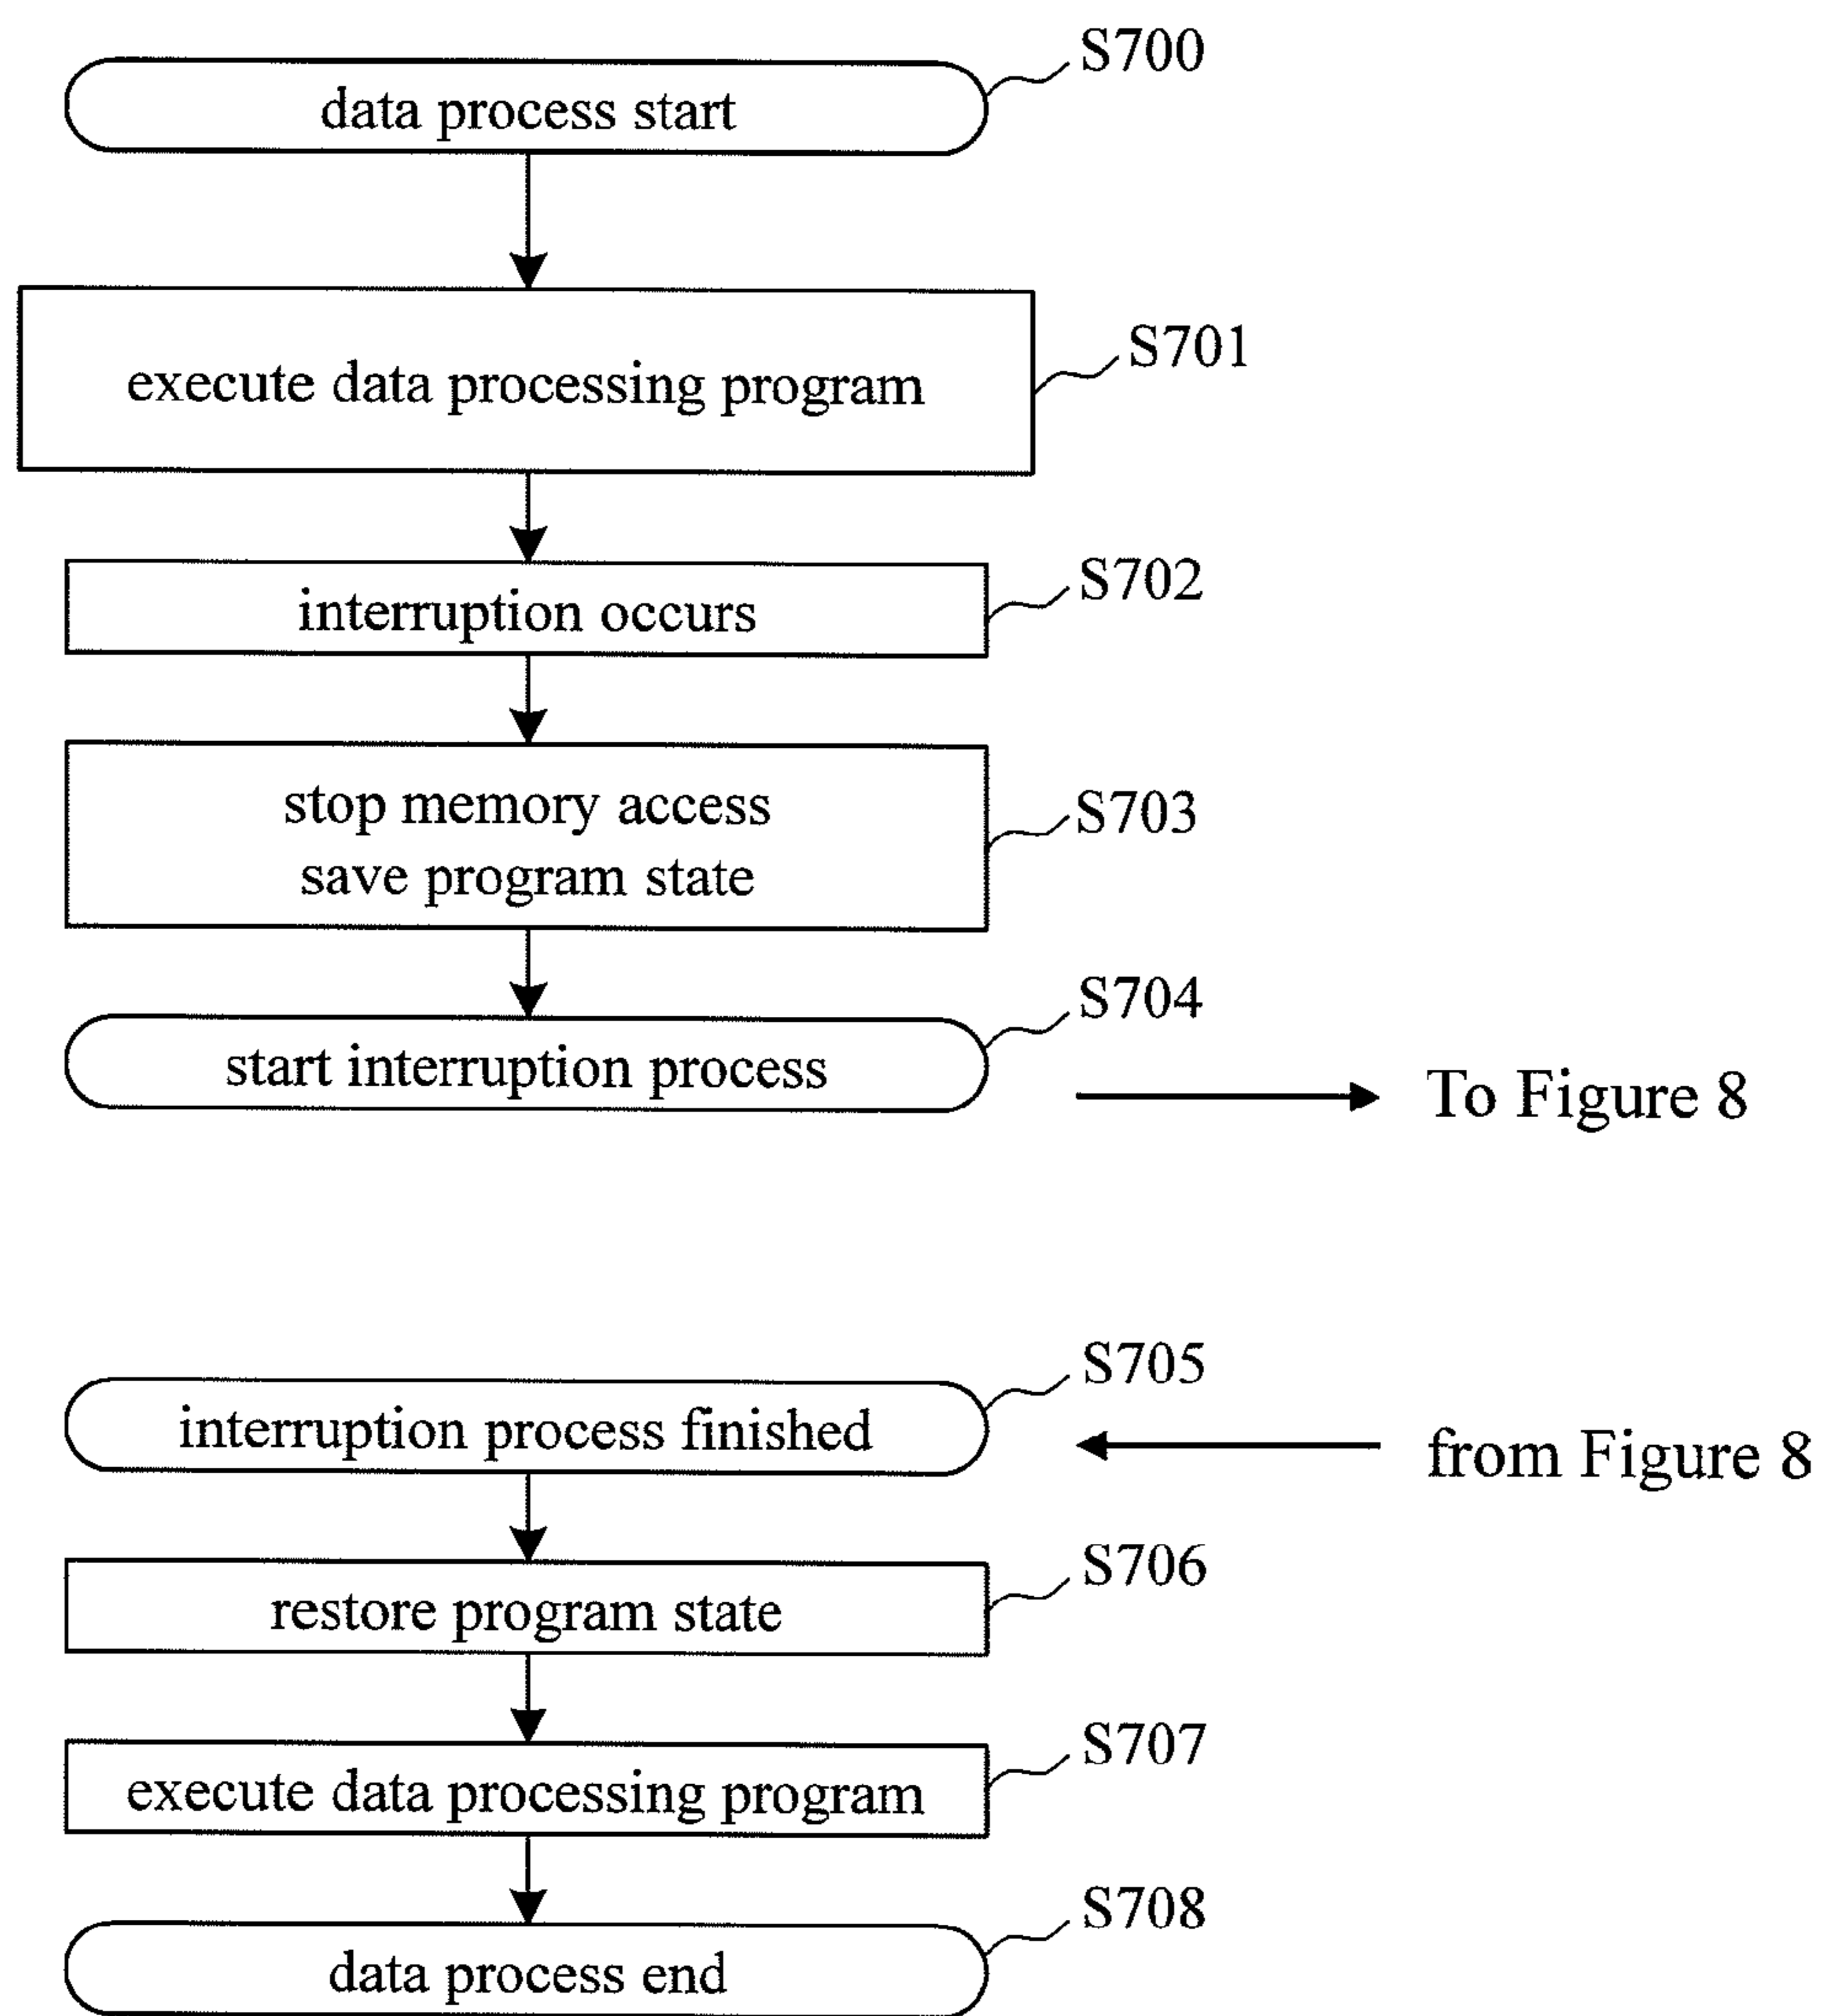 S700
data process start
S701
execute data processing program
S702
interruption occurs
S703
stop memory access
save program state
S704
start interruption process
To Figure 8
S705
interruption process finished
from Figure 8
S706
restore program state
S707
execute data processing program
S708
data process end